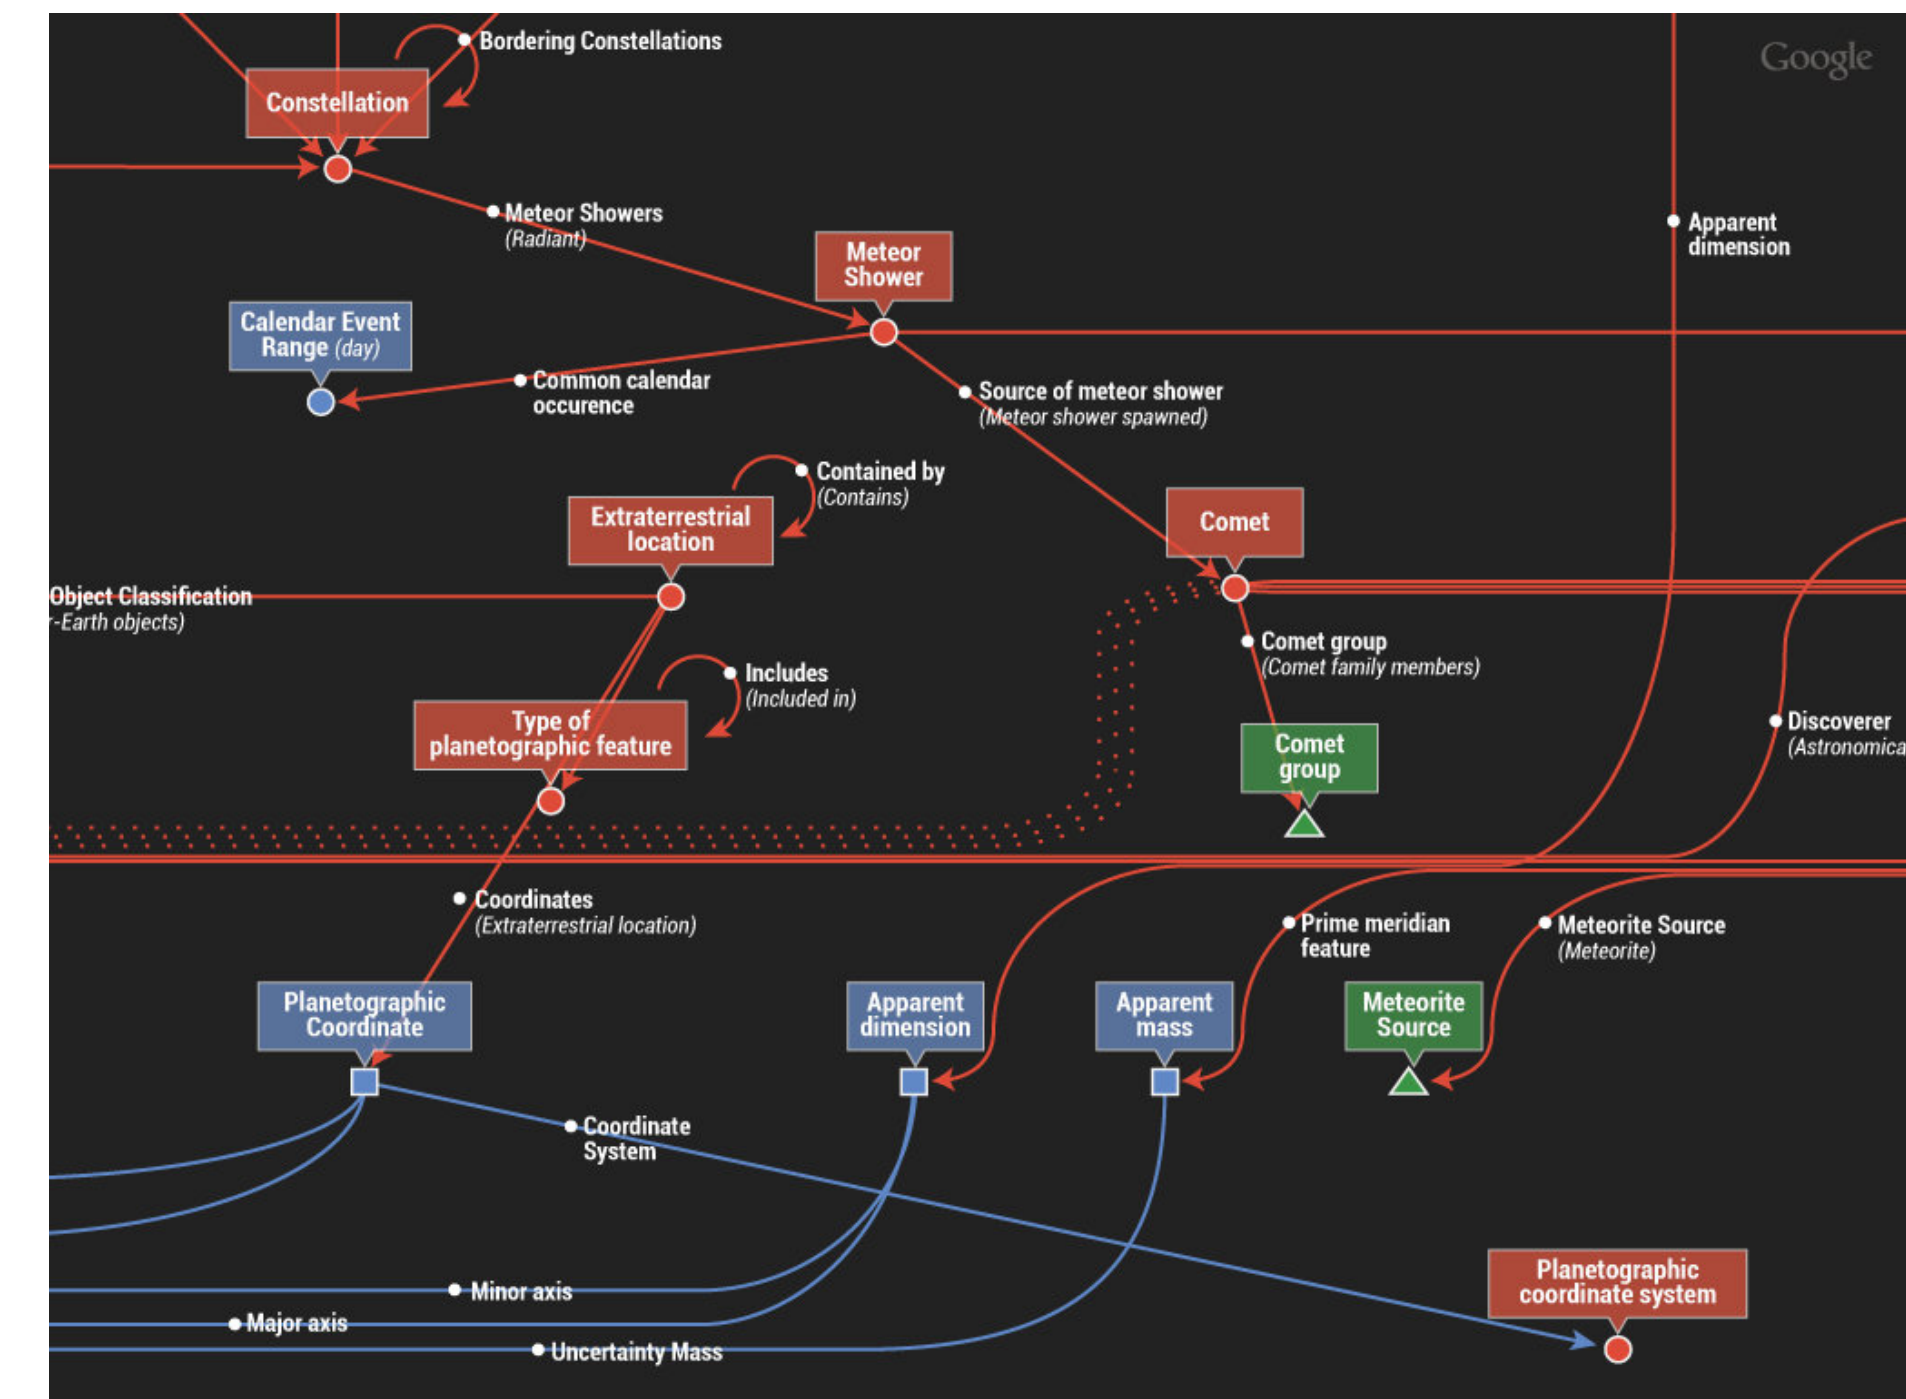 Bordering Constellations
Google
Constellation
Meteor Showers
(Radiant)
Apparent
dimension
Meteor
Shower
Calendar Event
Range (day)
Common calendar
occurence
Source of meteor shower
(Meteor shower spawned)
Contained by
(Contains)
Extraterrestrial
location
Comet
Object Classification
r-Earth objects)
Comet group
(Comet family members)
Includes
(Included in)
Type of
planetographic feature
Comet
group
Discoverer
(Astronomica
Coordinates
(Extraterrestrial location)
Prime meridian
feature
Meteorite Source
(Meteorite)
Planetographic
Coordinate
Apparent
dimension
Apparent
mass
Meteorite
Source
Coordinate
System
Planetographic
coordinate system
Minor axis
Major axis
Uncertainty Mass